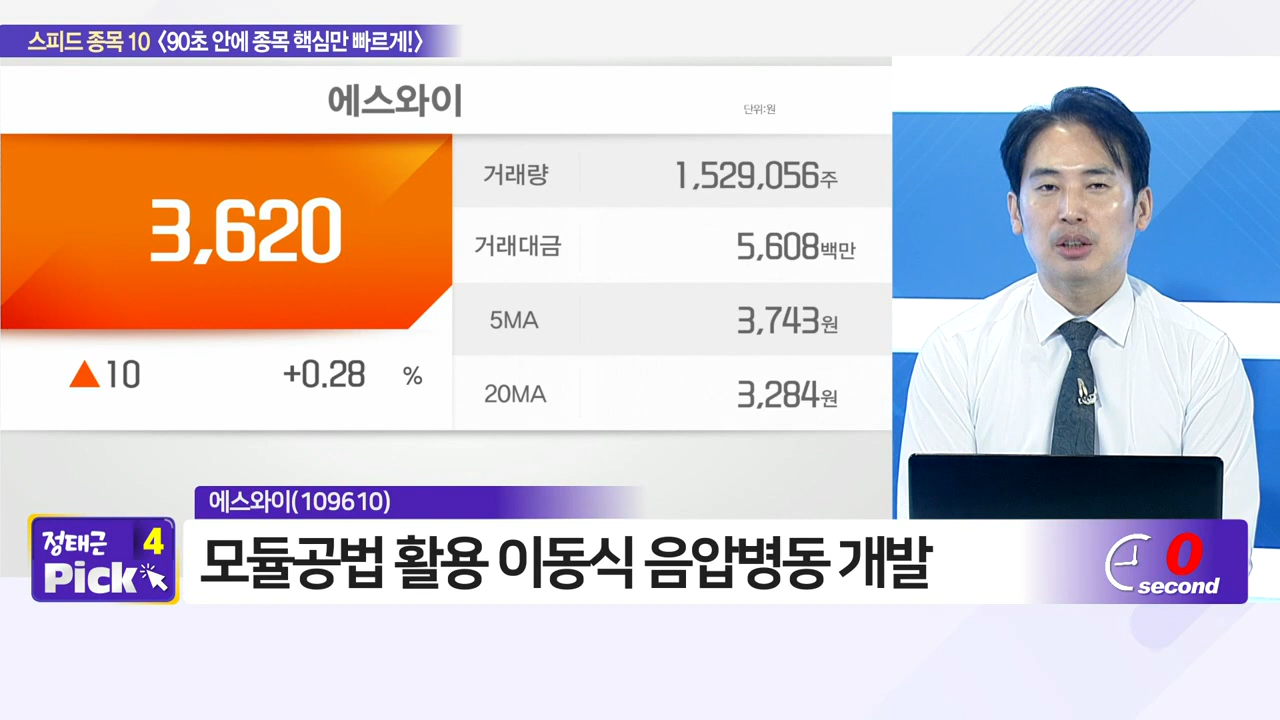 스피드 종목 10 <90초 안에 종목 핵심만 빠르게!>
에스와이
단위:원
3,620
▲10 +0.28 %
거래량 1,529,056주
거래대금 5,608백만
5MA 3,743원
20MA 3,284원
에스와이(109610)
정태근 4
Pick
모듈공법 활용 이동식 음압병동 개발
0
second